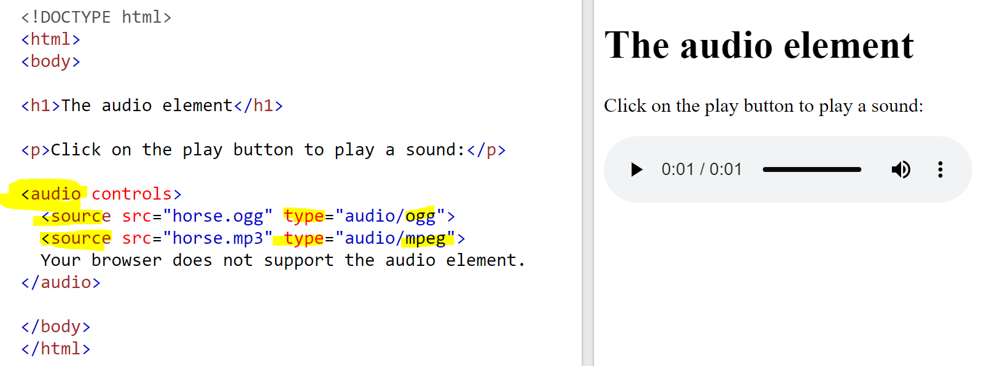 <!DOCTYPE html>
<html>
<body>
<h1>The audio element</h1>
<p>Click on the play button to play a sound:</p>
<audio controls>
<source src="horse.ogg" type="audio/ogg">
<source src="horse.mp3" type="audio/mpeg">
Your browser does not support the audio element.
</audio>
</body>
</html>
The audio element
Click on the play button to play a sound:
0:01 / 0:01